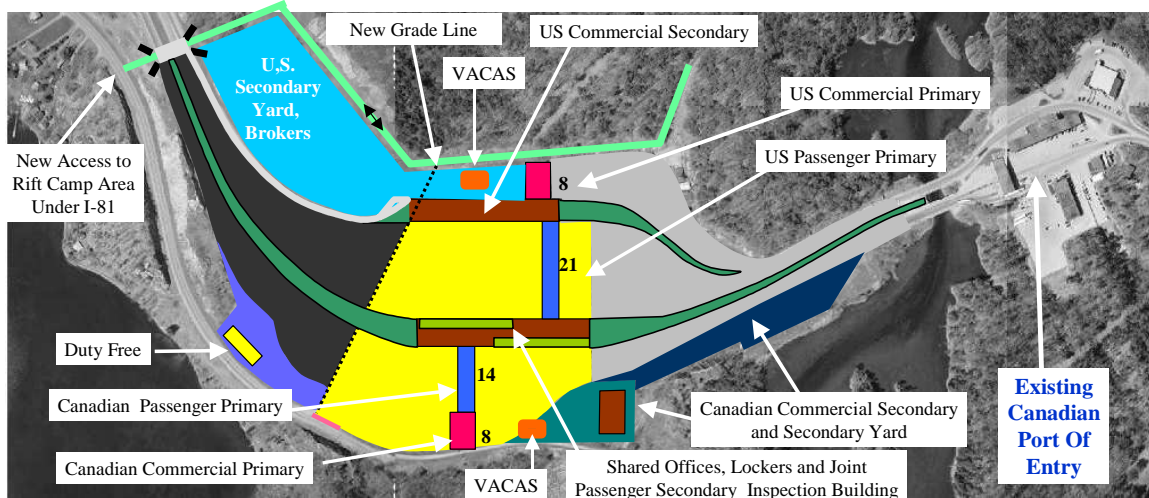 New Grade Line
US Commercial Secondary
U.S.
Secondary
Yard,
Brokers
VACAS
US Commercial Primary
US Passenger Primary
New Access to
Rift Camp Area
Under I-81
8
21
Duty Free
14
Canadian Passenger Primary
8
Canadian Commercial Primary
VACAS
Shared Offices, Lockers and Joint
Passenger Secondary Inspection Building
Canadian Commercial Secondary
and Secondary Yard
Existing
Canadian
Port Of
Entry